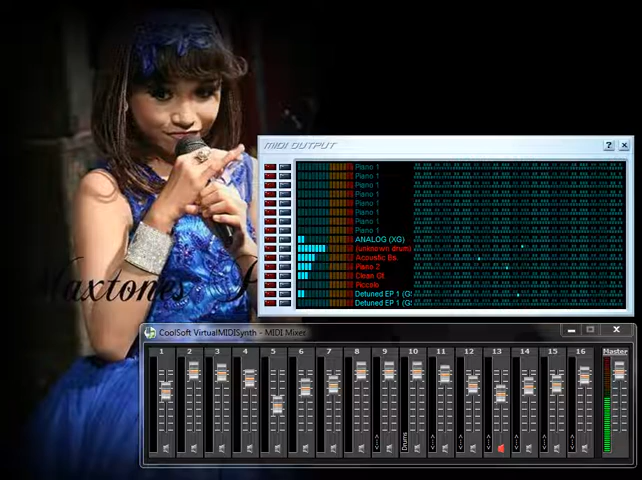 Maxtones
MIDI OUTPUT
? x
Piano 1
Piano 1
Piano 1
Piano 1
Piano 1
Piano 1
Piano 1
Piano 1
ANALOG (XG)
(unknown drum)
Acoustic Bs.
Piano 2
Clean Gt
Piccolo
Detuned EP 1 (GS
Detuned EP 1 (GS
CoolSoft VirtualMIDISynth - MIDI Mixer
1 2 3 4 5 6 7 8 9 10 11 12 13 14 15 16 Master
Drums